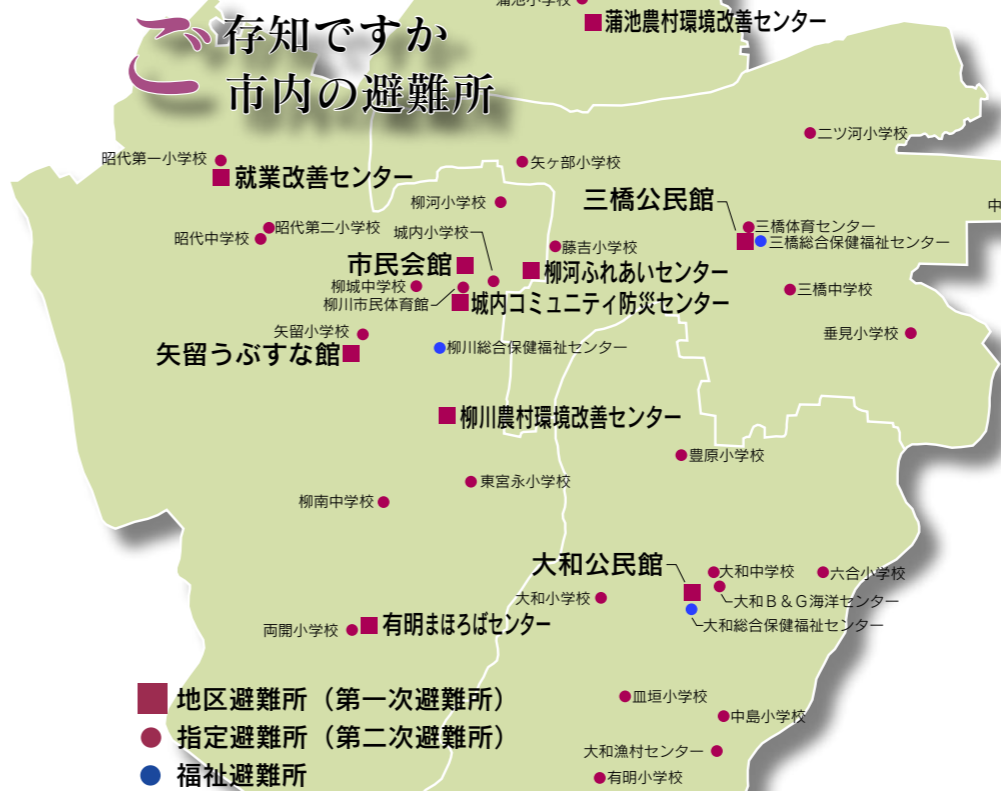 蒲池小学校
蒲池農村環境改善センター
ご存知ですか
市内の避難所
二ツ河小学校
昭代第一小学校
就業改善センター
矢ヶ部小学校
柳河小学校
三橋公民館
中
昭代第二小学校
昭代中学校
城内小学校
三橋体育センター
三橋総合保健福祉センター
藤吉小学校
市民会館
柳河ふれあいセンター
柳城中学校
柳川市民体育館
城内コミュニティ防災センター
三橋中学校
矢留小学校
矢留うぶすな館
柳川総合保健福祉センター
垂見小学校
柳川農村環境改善センター
豊原小学校
東宮永小学校
柳南中学校
大和公民館
大和中学校
六合小学校
大和小学校
大和B&G海洋センター
大和総合保健福祉センター
両開小学校
有明まほろばセンター
皿垣小学校
中島小学校
大和漁村センター
有明小学校
地区避難所（第一次避難所）
指定避難所（第二次避難所）
福祉避難所